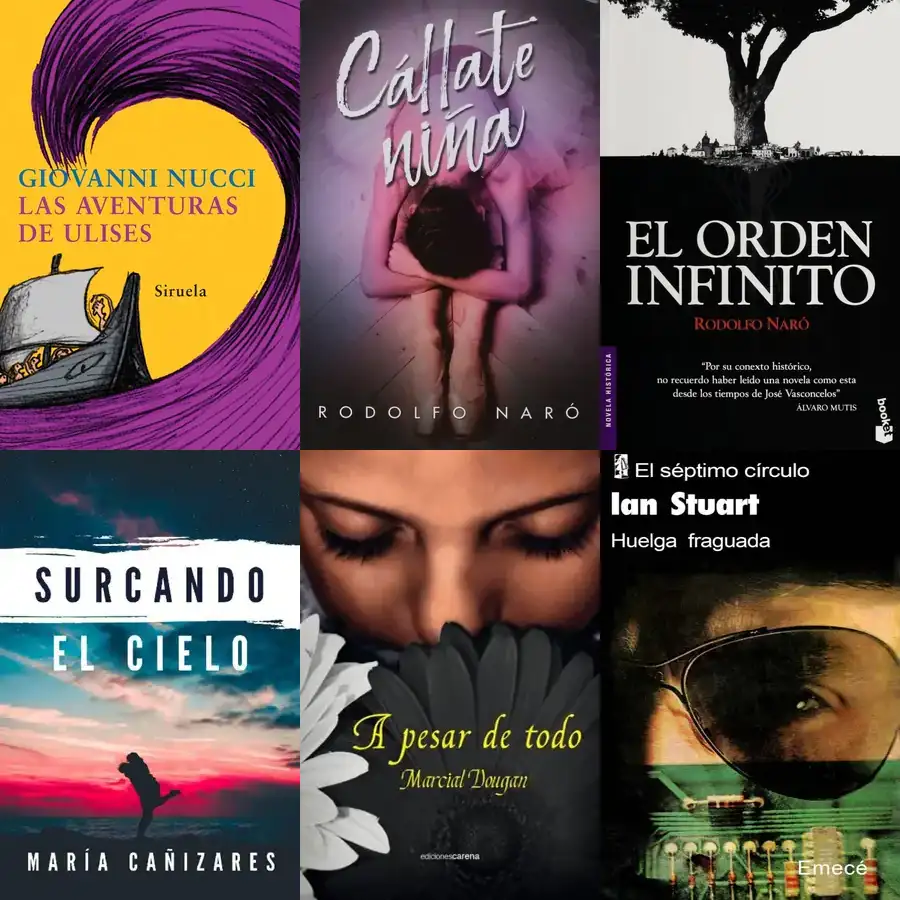 GIOVANNI NUCCI
LAS AVENTURAS
DE ULISES
Siruela
Cállate
niña
RODOLFO NARÓ
EL ORDEN
INFINITO
RODOLFO NARÓ
NOVELA HISTÓRICA
“Por su contexto histórico,
no recuerdo haber leído una novela como esta
desde los tiempos de José Vasconcelos”
ÁLVARO MUTIS
booket
SURCANDO
EL CIELO
MARÍA CAÑIZARES
A pesar de todo
Marcial Dougan
edicionescarena
El séptimo círculo
Ian Stuart
Huelga fraguada
Emecé